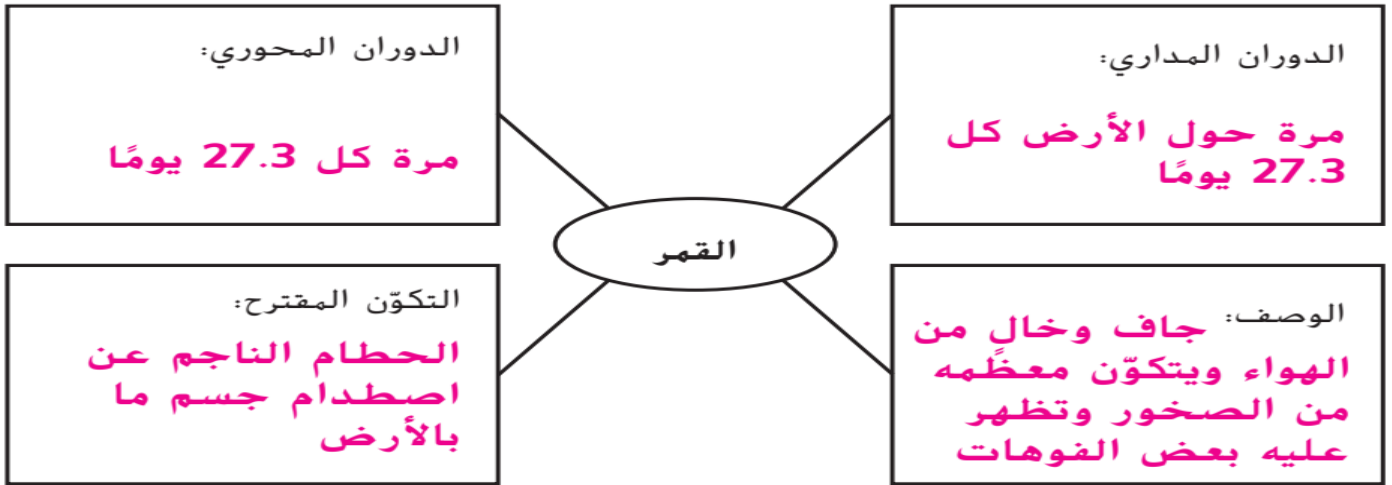 الدوران المداري:
مرة حول الأرض كل
27.3 يومًا
الدوران المحوري:
مرة كل 27.3 يومًا
القمر
الوصف: جاف وخالٍ من
الهواء ويتكوّن معظمه
من الصخور وتظهر
عليه بعض الفوهات
التكوّن المقترح:
الحطام الناجم عن
اصطدام جسم ما
بالأرض